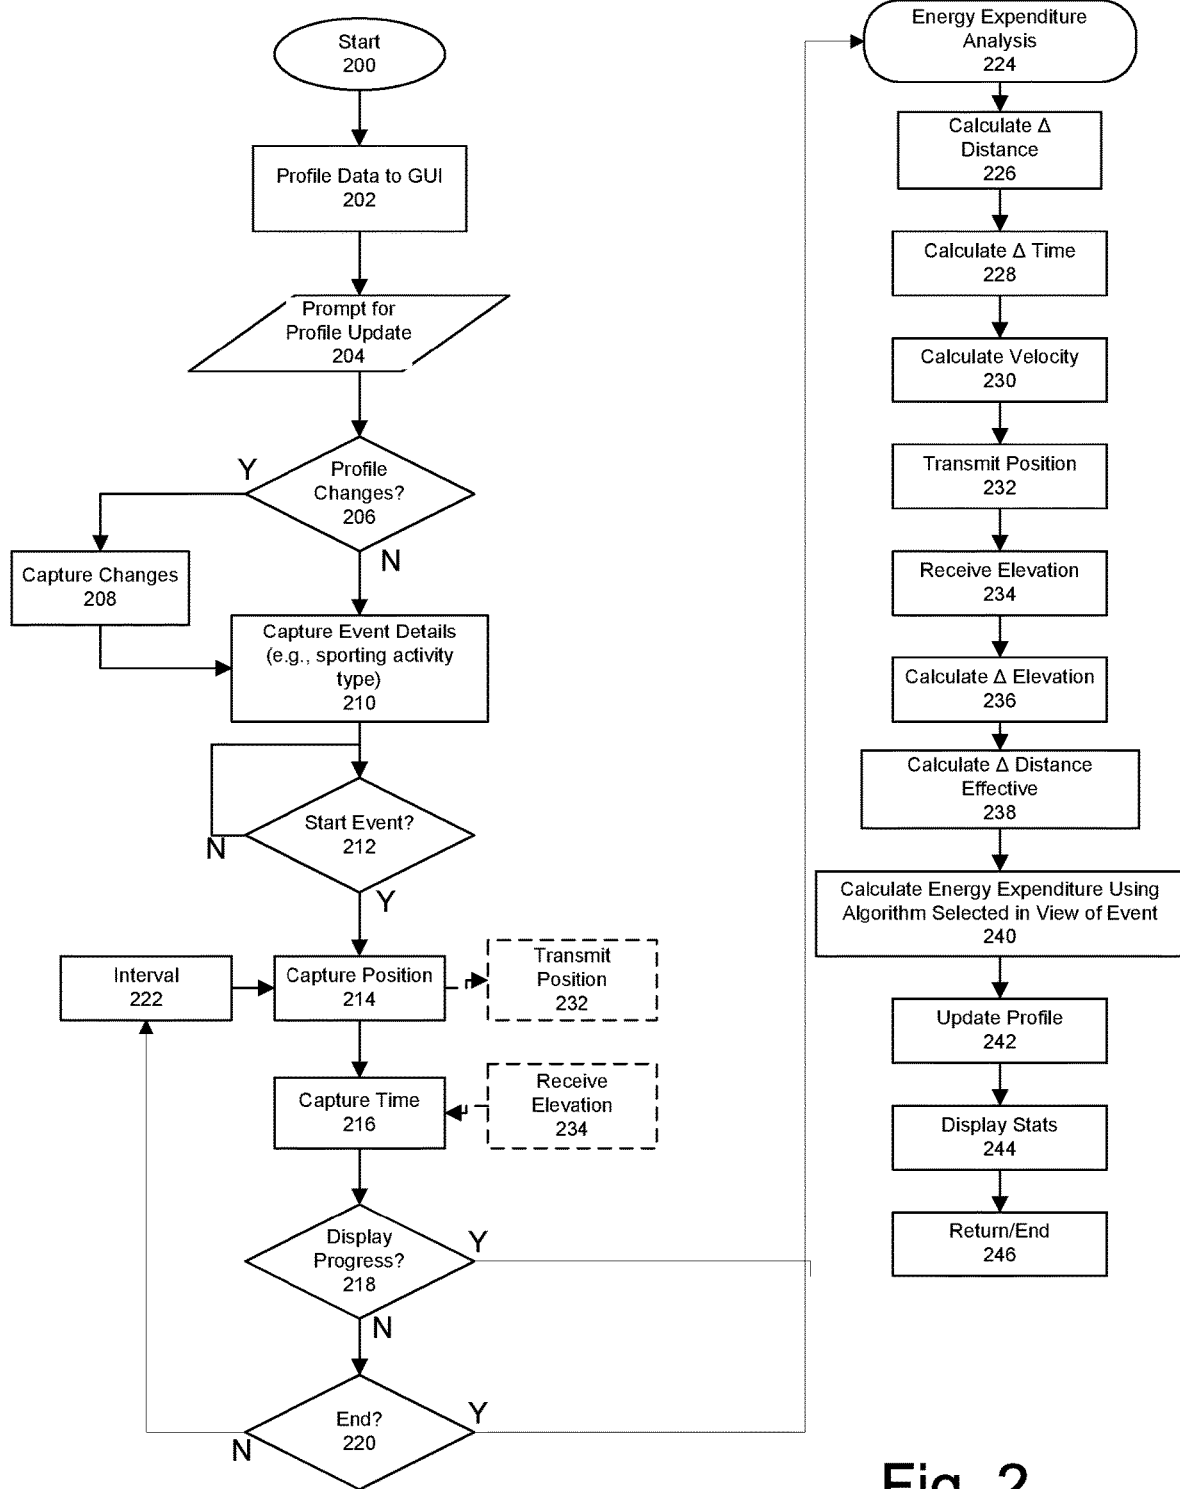 Start
200
Profile Data to GUI
202
Prompt for
Profile Update
204
Profile
Changes?
206
Y
N
Capture Changes
208
Capture Event Details
(e.g., sporting activity
type)
210
Start Event?
212
N
Y
Interval
222
Capture Position
214
Transmit
Position
232
Capture Time
216
Receive
Elevation
234
Display
Progress?
218
Y
N
End?
220
Y
N
Energy Expenditure
Analysis
224
Calculate Δ
Distance
226
Calculate Δ Time
228
Calculate Velocity
230
Transmit Position
232
Receive Elevation
234
Calculate Δ Elevation
236
Calculate Δ Distance
Effective
238
Calculate Energy Expenditure Using
Algorithm Selected in View of Event
240
Update Profile
242
Display Stats
244
Return/End
246
Fig. 2